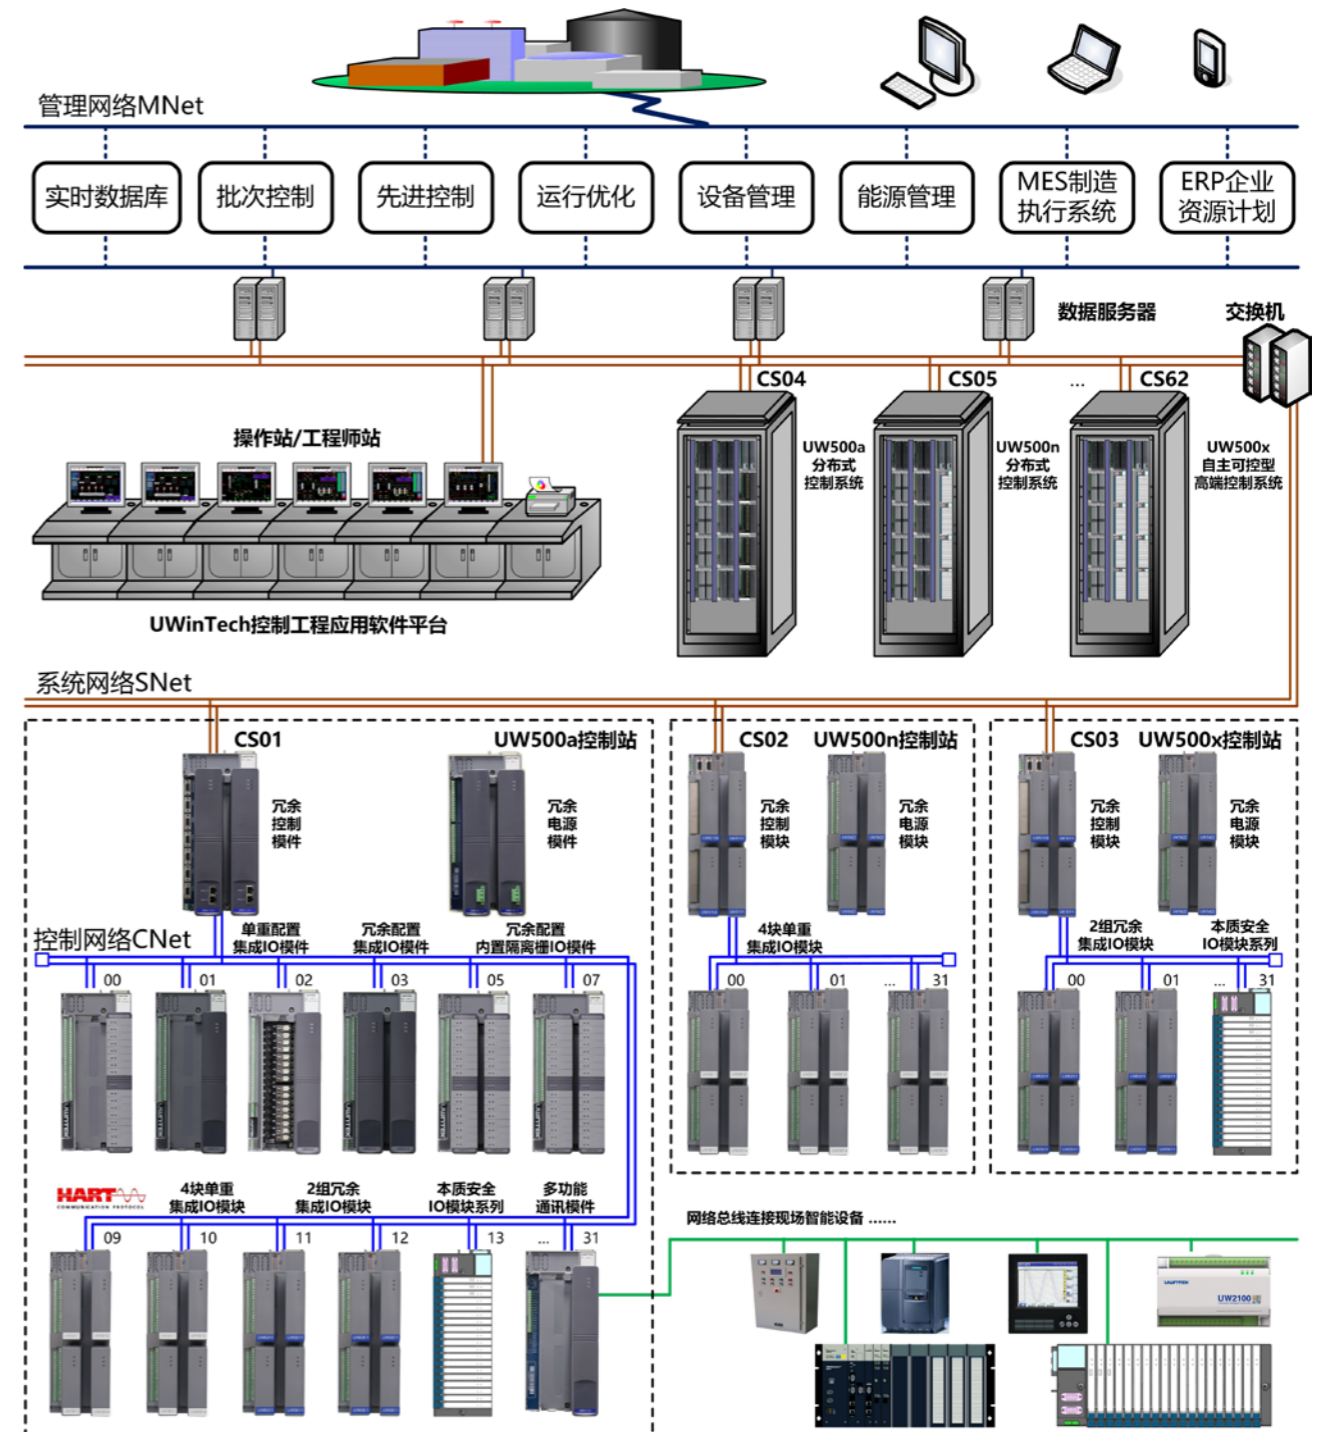 管理网络MNet
实时数据库
批次控制
先进控制
运行优化
设备管理
能源管理
MES制造
执行系统
ERP企业
资源计划
数据服务器
交换机
CS04
CS05
...
CS62
操作站/工程师站
UW500a
分布式
控制系统
UW500n
分布式
控制系统
UW500x
自主可控型
高端控制系统
UWinTech控制工程应用软件平台
系统网络SNet
CS01
UW500a控制站
CS02
UW500n控制站
CS03
UW500x控制站
冗余
控制
模件
冗余
电源
模件
冗余
控制
模块
冗余
电源
模块
冗余
控制
模块
冗余
电源
模块
控制网络CNet
单重配置
集成IO模件
冗余配置
集成IO模件
冗余配置
内置隔离栅IO模件
4块单重
集成IO模块
2组冗余
集成IO模块
本质安全
IO模块系列
00
01
02
03
05
07
00
01
...
31
00
01
...
31
HART
COMMUNICATION PROTOCOL
4块单重
集成IO模块
2组冗余
集成IO模块
本质安全
IO模块系列
多功能
通讯模件
09
10
11
12
13
...
31
网络总线连接现场智能设备 ......
UW2100